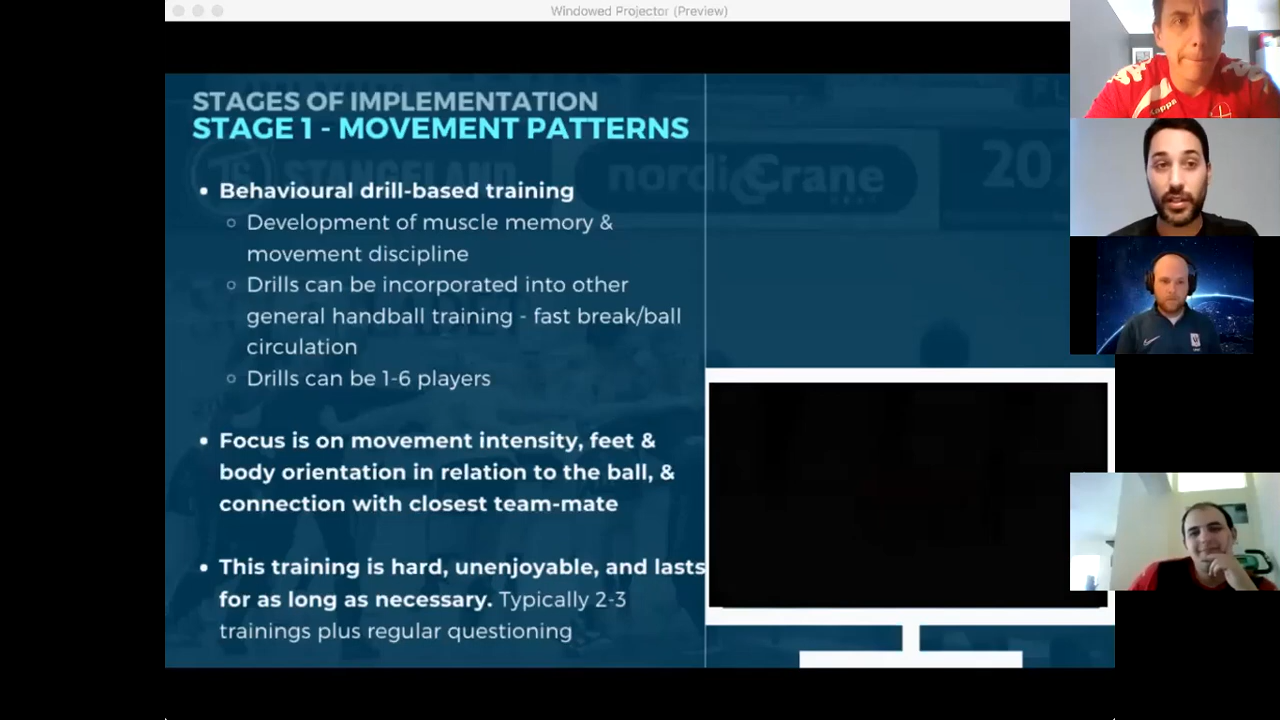 Windowed Projector (Preview)
STAGES OF IMPLEMENTATION
STAGE 1 - MOVEMENT PATTERNS
Behavioural drill-based training
Development of muscle memory &
movement discipline
Drills can be incorporated into other
general handball training - fast break/ball
circulation
Drills can be 1-6 players
Focus is on movement intensity, feet &
body orientation in relation to the ball, &
connection with closest team-mate
This training is hard, unenjoyable, and lasts
for as long as necessary. Typically 2-3
trainings plus regular questioning
STANGELAND
nordic Crane
Kappa